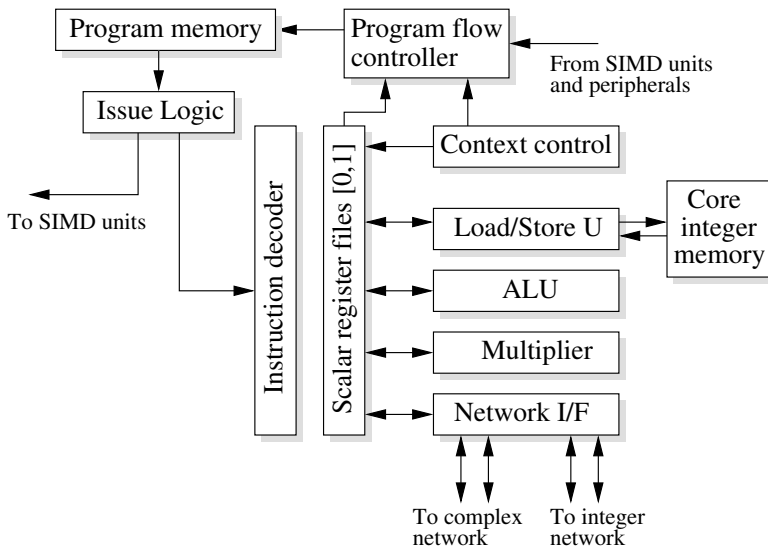 Program memory
Program flow
controller
From SIMD units
and peripherals
Issue Logic
To SIMD units
Instruction decoder
Scalar register files [0,1]
Context control
Load/Store U
Core
integer
memory
ALU
Multiplier
Network I/F
To complex
network
To integer
network